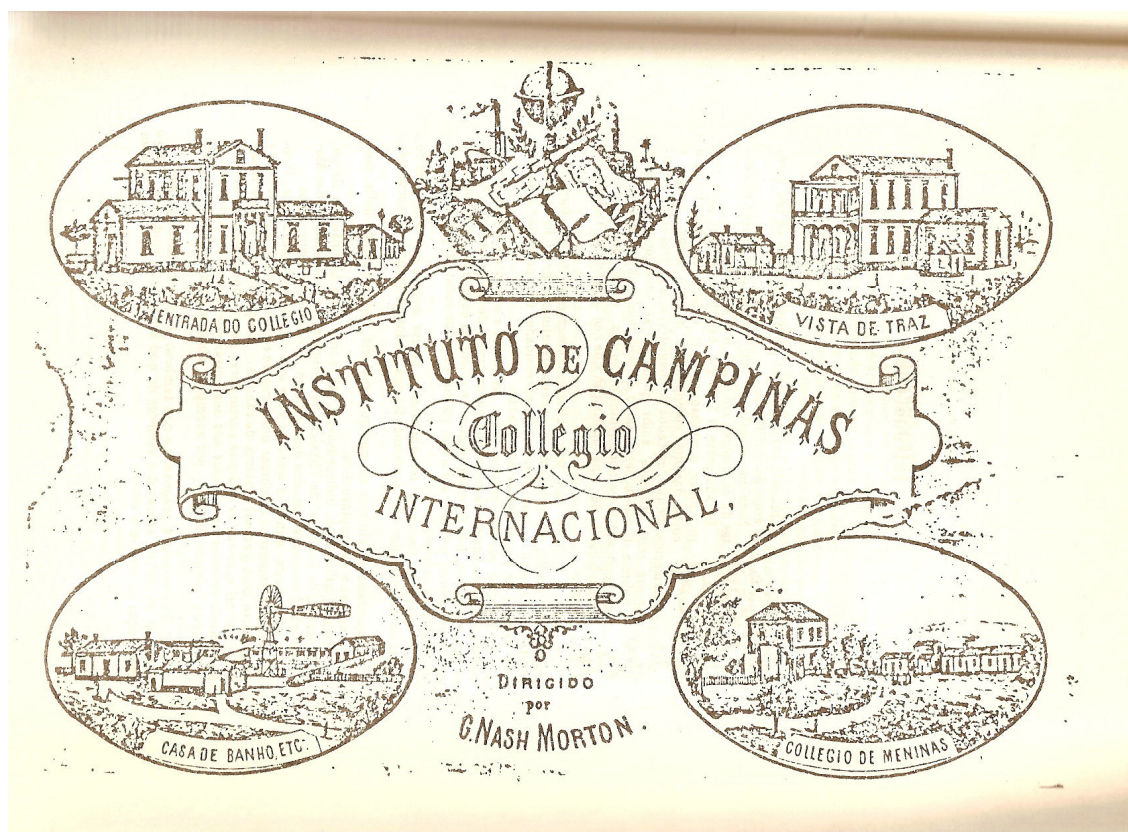 ENTRADA DO COLLEGIO
VISTA DE TRAZ
INSTITUTO DE CAMPINAS
Collegio
INTERNACIONAL.
DIRIGIDO
por
G. NASH MORTON.
CASA DE BANHO, ETC.
COLLEGIO DE MENINAS